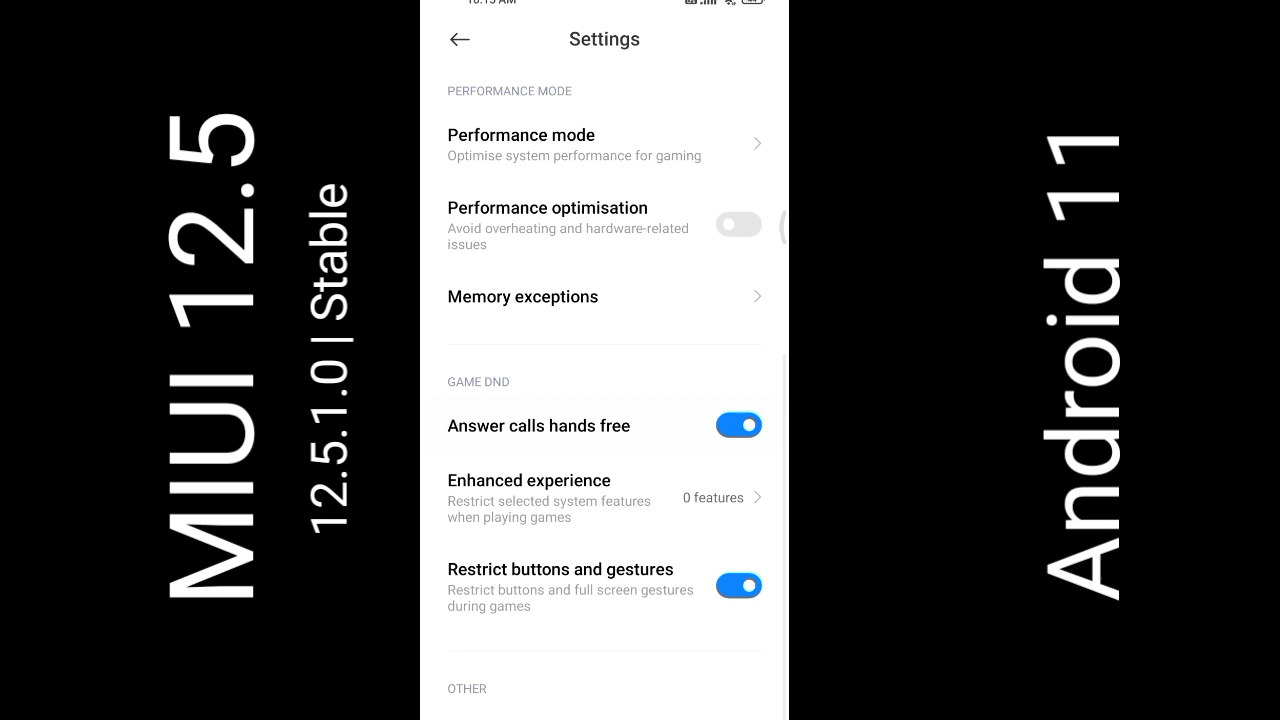 MIUI 12.5
12.5.1.0 | Stable
Settings
PERFORMANCE MODE
Performance mode
Optimise system performance for gaming
Performance optimisation
Avoid overheating and hardware-related
issues
Memory exceptions
GAME DND
Answer calls hands free
Enhanced experience
Restrict selected system features
when playing games
0 features
Restrict buttons and gestures
Restrict buttons and full screen gestures
during games
OTHER
Android 11